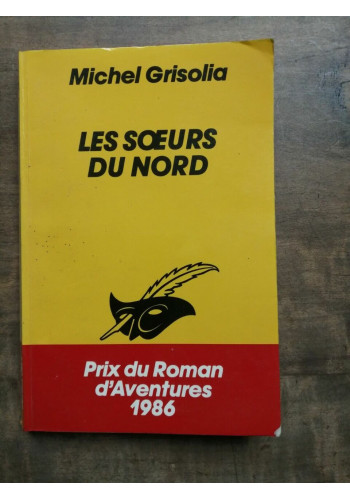 Michel Grisolia
LES SŒURS
DU NORD
Prix du Roman
d'Aventures
1986